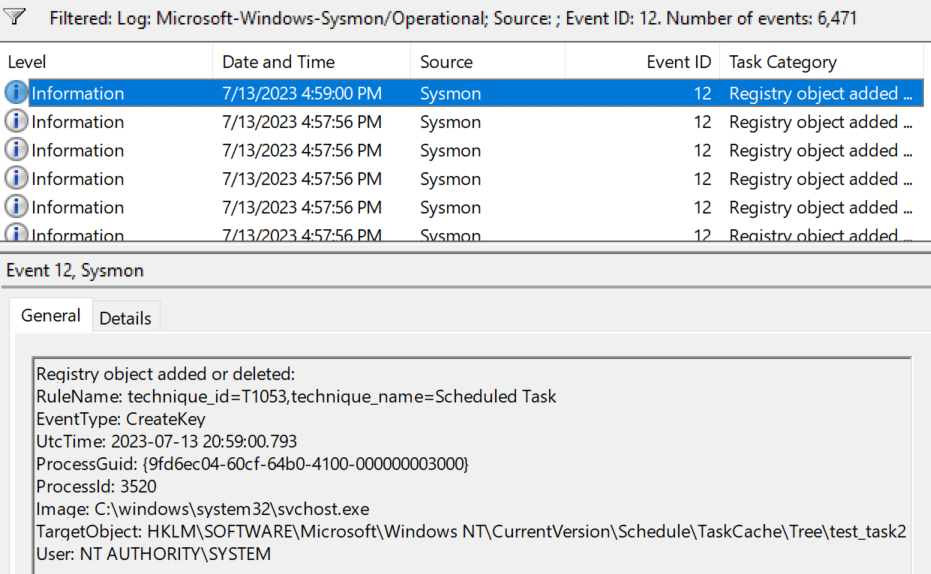 Filtered: Log: Microsoft-Windows-Sysmon/Operational; Source: ; Event ID: 12. Number of events: 6,471
Level Date and Time Source Event ID Task Category
Information 7/13/2023 4:59:00 PM Sysmon 12 Registry object added ...
Information 7/13/2023 4:57:56 PM Sysmon 12 Registry object added ...
Information 7/13/2023 4:57:56 PM Sysmon 12 Registry object added ...
Information 7/13/2023 4:57:56 PM Sysmon 12 Registry object added ...
Information 7/13/2023 4:57:56 PM Sysmon 12 Registry object added ...
Information 7/13/2023 4:57:56 PM Sysmon 12 Registry object added ...
Event 12, Sysmon
General Details
Registry object added or deleted:
RuleName: technique_id=T1053,technique_name=Scheduled Task
EventType: CreateKey
UtcTime: 2023-07-13 20:59:00.793
ProcessGuid: {9fd6ec04-60cf-64b0-4100-000000003000}
ProcessId: 3520
Image: C:\windows\system32\svchost.exe
TargetObject: HKLM\SOFTWARE\Microsoft\Windows NT\CurrentVersion\Schedule\TaskCache\Tree\test_task2
User: NT AUTHORITY\SYSTEM